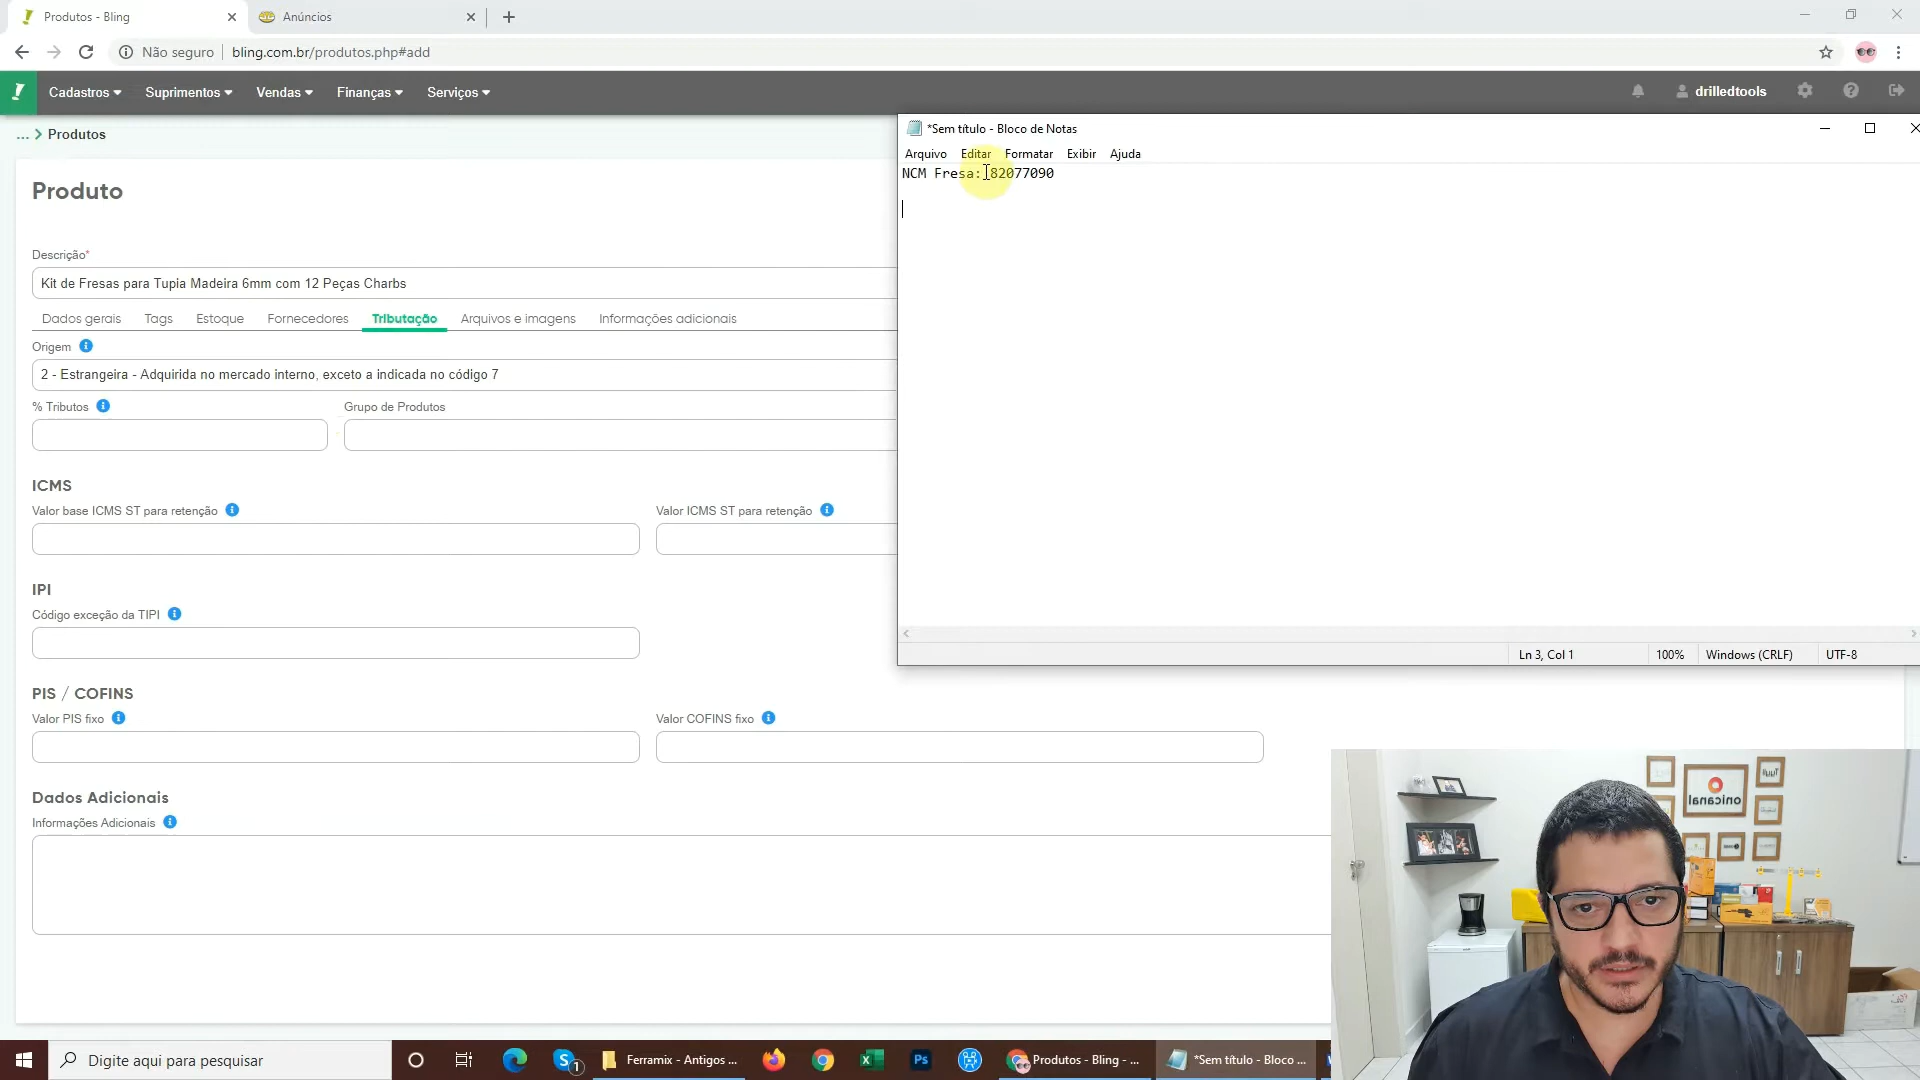 Produtos - Bling
Anúncios
Não seguro
bling.com.br/produtos.php#add
Cadastros
Suprimentos
Vendas
Finanças
Serviços
drilledtools
... > Produtos
Produto
Descrição*
Kit de Fresas para Tupia Madeira 6mm com 12 Peças Charbs
Dados gerais
Tags
Estoque
Fornecedores
Tributação
Arquivos e imagens
Informações adicionais
Origem
2 - Estrangeira - Adquirida no mercado interno, exceto a indicada no código 7
% Tributos
Grupo de Produtos
ICMS
Valor base ICMS ST para retenção
Valor ICMS ST para retenção
IPI
Código exceção da TIPI
PIS / COFINS
Valor PIS fixo
Valor COFINS fixo
Dados Adicionais
Informações Adicionais
*Sem título - Bloco de Notas
Arquivo
Editar
Formatar
Exibir
Ajuda
NCM Fresa: 82077090
Ln 3, Col 1
100%
Windows (CRLF)
UTF-8
onicanal
Digite aqui para pesquisar
1
Ferramix - Antigos ...
Ps
Produtos - Bling - ...
*Sem título - Bloco ...